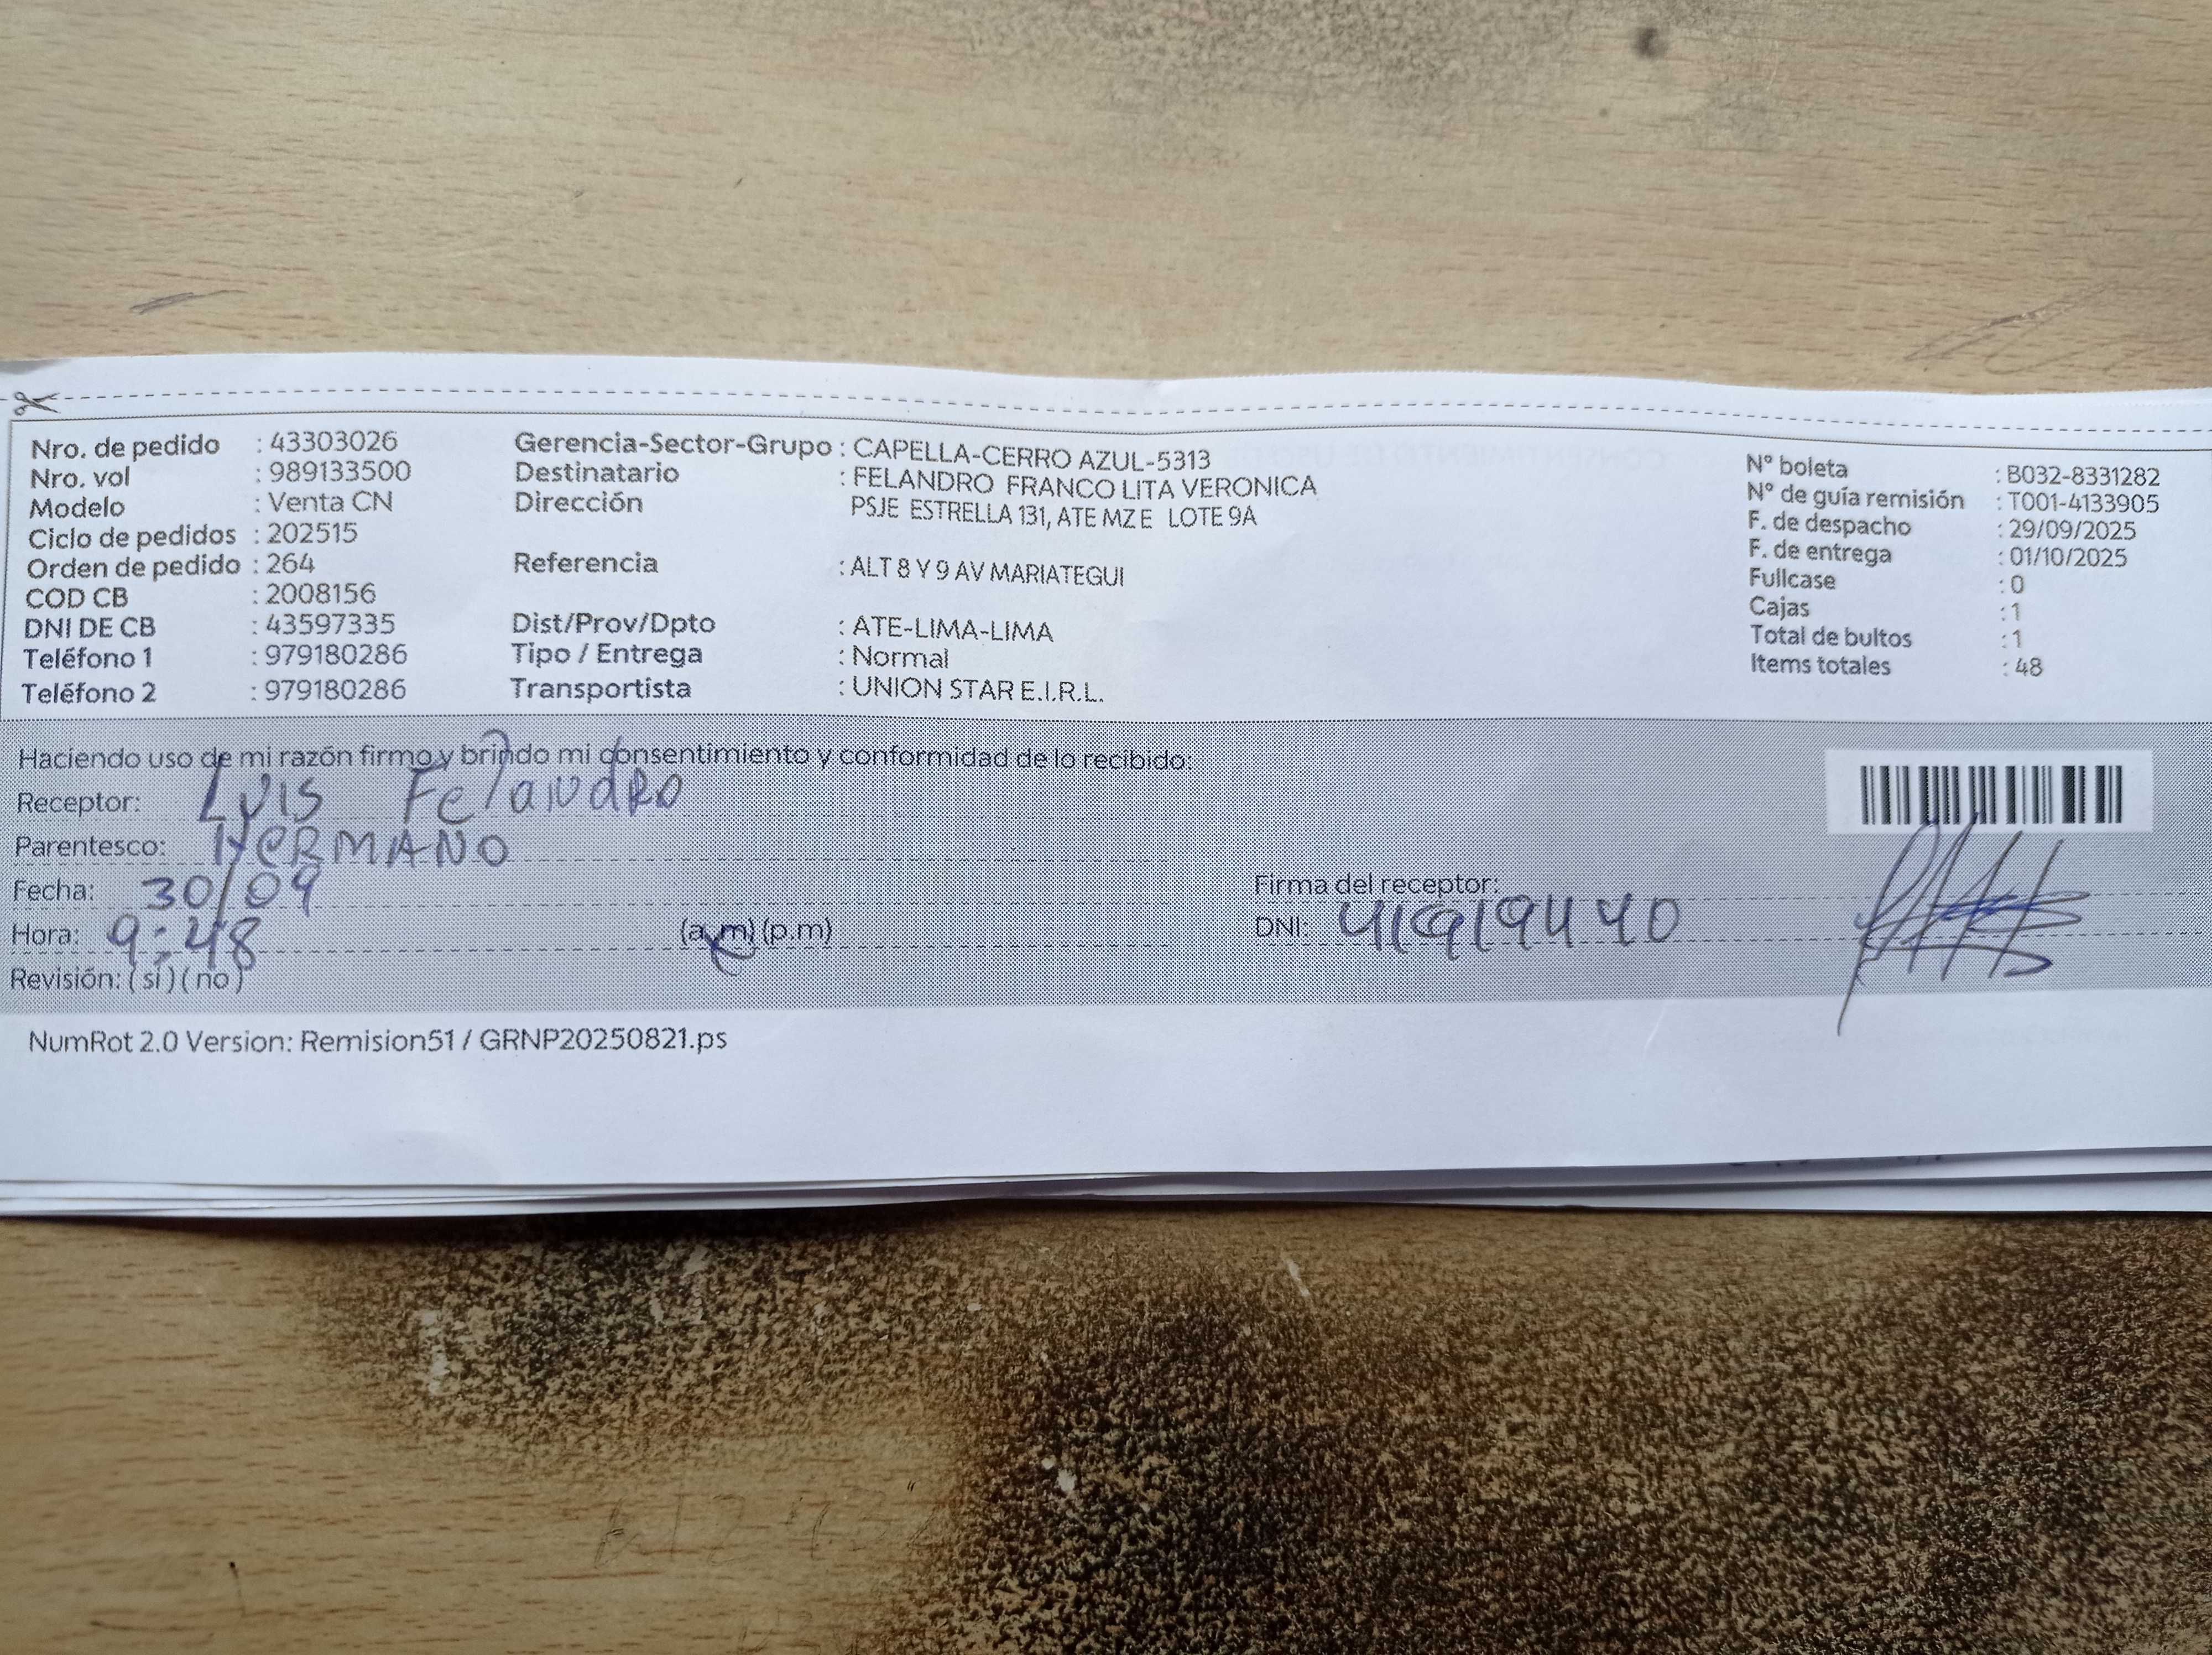 Nro. de pedido : 43303026
Nro. vol : 989133500
Modelo : Venta CN
Ciclo de pedidos : 202515
Orden de pedido : 264
COD CB : 2008156
DNI DE CB : 43597335
Teléfono 1 : 979180286
Teléfono 2 : 979180286
Gerencia-Sector-Grupo : CAPELLA-CERRO AZUL-5313
Destinatario : FELANDRO FRANCO LITA VERONICA
Dirección PSJE ESTRELLA 131, ATE MZ E LOTE 9A
Referencia : ALT 8 Y 9 AV MARIATEGUI
Dist/Prov/Dpto : ATE-LIMA-LIMA
Tipo / Entrega : Normal
Transportista : UNION STAR E.I.R.L.
N° boleta : B032-8331282
N° de guía remisión : T001-4133905
F. de despacho : 29/09/2025
F. de entrega : 01/10/2025
Fullcase : 0
Cajas : 1
Total de bultos : 1
Items totales : 48
Haciendo uso de mi razón firmo y brindo mi consentimiento y conformidad de lo recibido:
Receptor: Luis Felandro
Parentesco: HERMANO
Fecha: 30/09
Hora: 9:48 (a.m) (p.m)
Revisión: (sí) (no)
Firma del receptor:
DNI:
NumRot 2.0 Version: Remision51 / GRNP20250821.ps